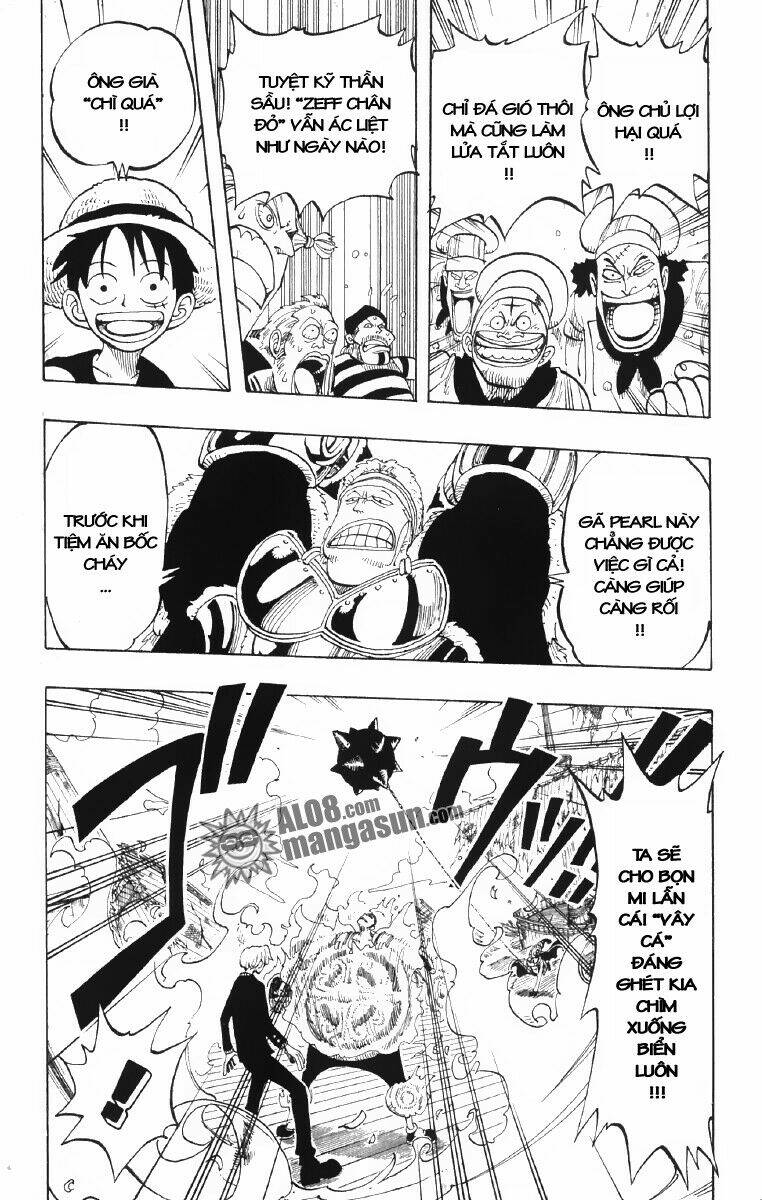 ÔNG CHỦ LỢI
HẠI QUÁ
!!
CHỈ ĐÁ GIÓ THÔI
MÀ CŨNG LÀM
LỬA TẮT LUÔN
!!
TUYỆT KỸ THẦN
SẦU! "ZEFF CHÂN
ĐỎ" VẪN ÁC LIỆT
NHƯ NGÀY NÀO!
ÔNG GIÀ
"CHÌ QUÁ"
!!
GÃ PEARL NÀY
CHẲNG ĐƯỢC
VIỆC GÌ CẢ!
CÀNG GIÚP
CÀNG RỐI
!!
TRƯỚC KHI
TIỆM ĂN BỐC
CHÁY
...
TA SẼ
CHO BỌN
MI LẪN
CÁI "VÂY
CÁ"
ĐÁNG
GHÉT KIA
CHÌM
XUỐNG
BIỂN
LUÔN
!!!
AL08.com
mangasun.com
!!